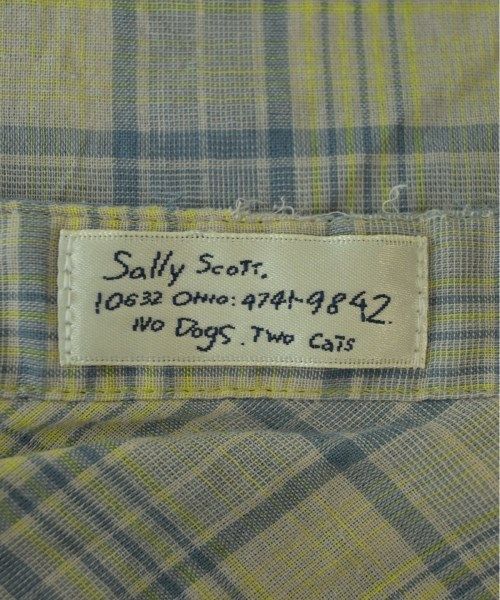 Sally Scott.
10632 Ohio: 4741-9842.
No Dogs. Two Cats